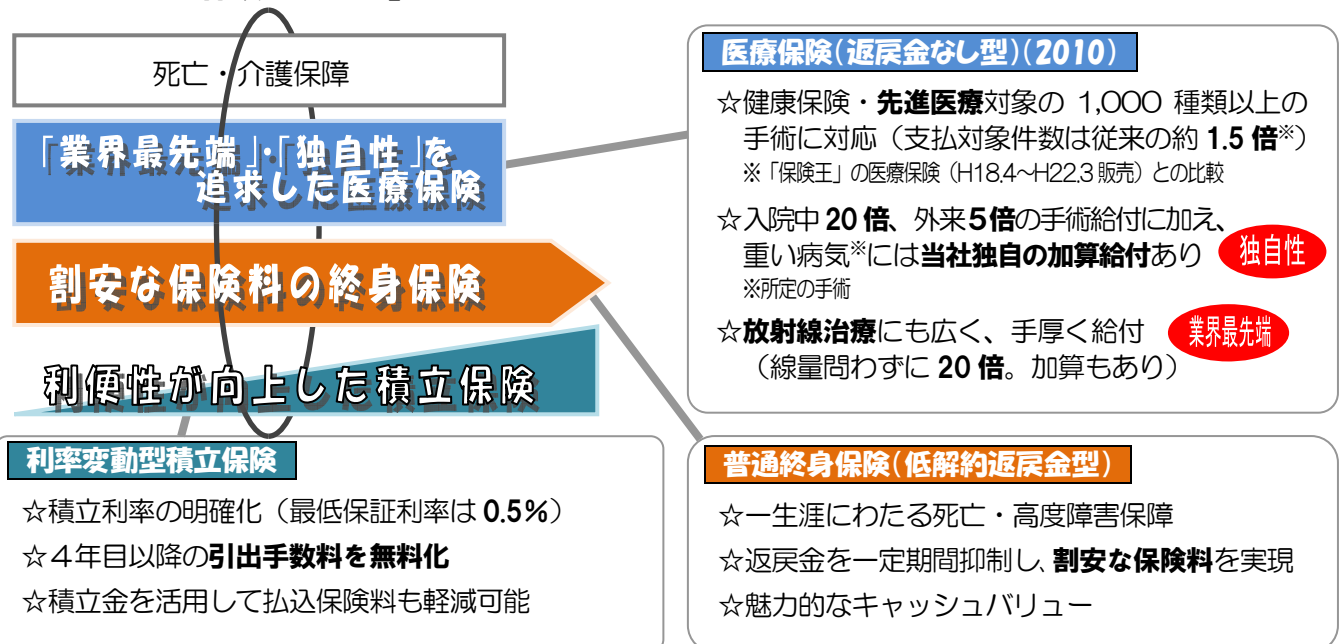 死亡・介護保障
「業界最先端」・「独自性」を
追求した医療保険
割安な保険料の終身保険
利便性が向上した積立保険
医療保険(返戻金なし型)(2010)
☆健康保険・先進医療対象の 1,000 種類以上の
手術に対応（支払対象件数は従来の約 1.5 倍※）
※「保険王」の医療保険（H18.4～H22.3 販売）との比較
☆入院中 20 倍、外来5倍の手術給付に加え、
重い病気※には当社独自の加算給付あり
独自性
※所定の手術
☆放射線治療にも広く、手厚く給付
業界最先端
（線量問わずに 20 倍。加算もあり）
利率変動型積立保険
☆積立利率の明確化（最低保証利率は 0.5%）
☆４年目以降の引出手数料を無料化
☆積立金を活用して払込保険料も軽減可能
普通終身保険(低解約返戻金型)
☆一生涯にわたる死亡・高度障害保障
☆返戻金を一定期間抑制し、割安な保険料を実現
☆魅力的なキャッシュバリュー